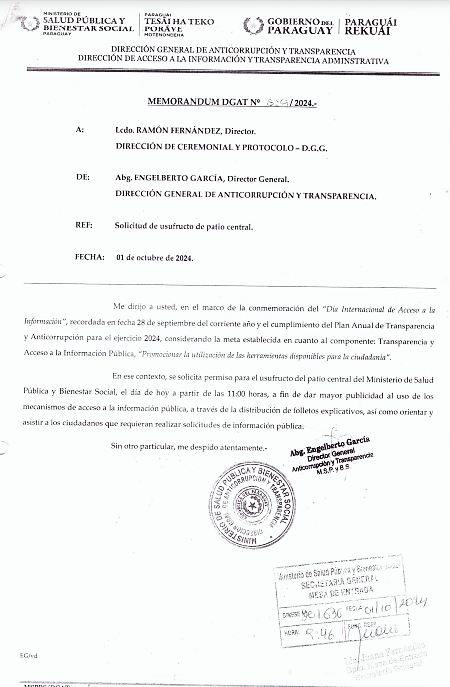 MINISTERIO DE
SALUD PÚBLICA Y
BIENESTAR SOCIAL
PARAGUAY
PARAGUÁI
TESÃI HA TEKO
PORÃVE
MOTENONDEHA
GOBIERNO DEL
PARAGUAY
PARAGUÁI
REKUÁI
DIRECCIÓN GENERAL DE ANTICORRUPCIÓN Y TRANSPARENCIA
DIRECCIÓN DE ACCESO A LA INFORMACIÓN Y TRANSPARENCIA ADMINSTRATIVA
MEMORANDUM DGAT Nº /2024.-
A: Lcdo. RAMÓN FERNÁNDEZ, Director.
DIRECCIÓN DE CEREMONIAL Y PROTOCOLO – D.G.G.
DE: Abg. ENGELBERTO GARCÍA, Director General.
DIRECCIÓN GENERAL DE ANTICORRUPCIÓN Y TRANSPARENCIA.
REF: Solicitud de usufructo de patio central.
FECHA: 01 de octubre de 2024.
Me dirijo a usted, en el marco de la conmemoración del "Día Internacional de Acceso a la
Información", recordada en fecha 28 de septiembre del corriente año y el cumplimiento del Plan Anual de Transparencia
y Anticorrupción para el ejercicio 2024, considerando la meta establecida en cuanto al componente: Transparencia y
Acceso a la Información Pública, "Promocionar la utilización de las herramientas disponibles para la ciudadanía".
En ese contexto, se solicita permiso para el usufructo del patio central del Ministerio de Salud
Pública y Bienestar Social, el día de hoy a partir de las 11:00 horas, a fin de dar mayor publicidad al uso de los
mecanismos de acceso a la información pública, a través de la distribución de folletos explicativos, así como orientar y
asistir a los ciudadanos que requieran realizar solicitudes de información pública.
Sin otro particular, me despido atentamente.-
Abg. Engelberto García
Director General
Anticorrupción y Transparencia
M.S.P. y B.S.
MINISTERIO DE SALUD PÚBLICA Y BIENESTAR SOCIAL
Ministerio de Salud Pública y Bienestar
SECRETARÍA GENERAL
MESA DE ENTRADA
FECHA 01/10/2024
HORA: 9:46
EG/vd